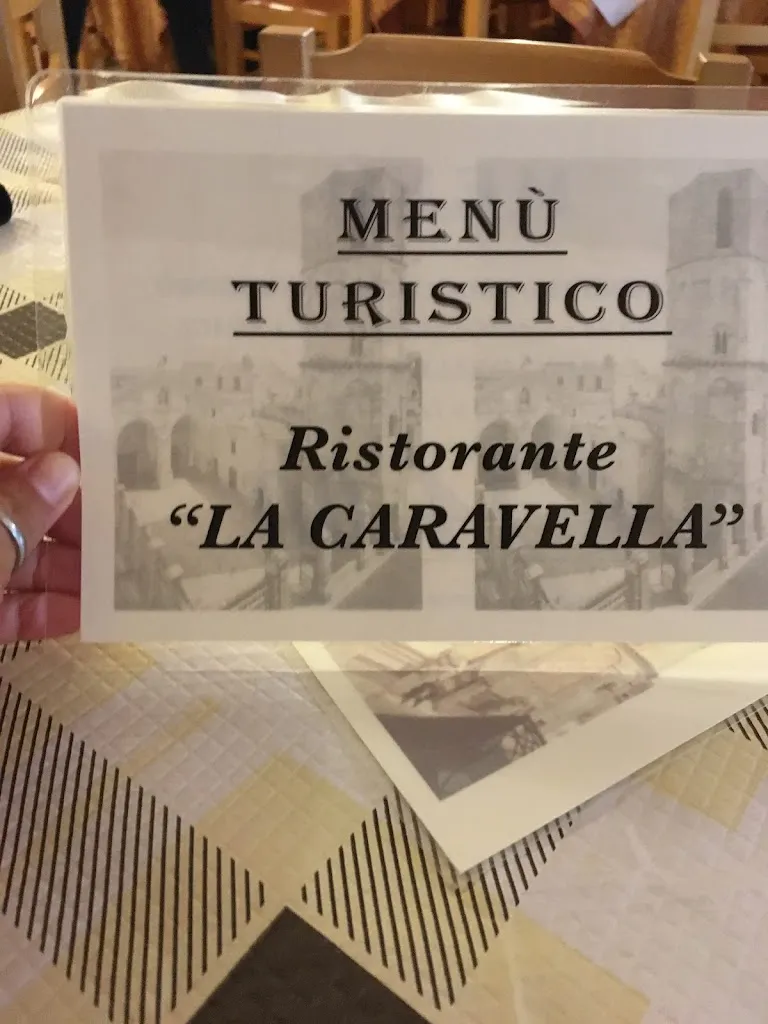 MENÙ
TURISTICO
Ristorante
“LA CARAVELLA”